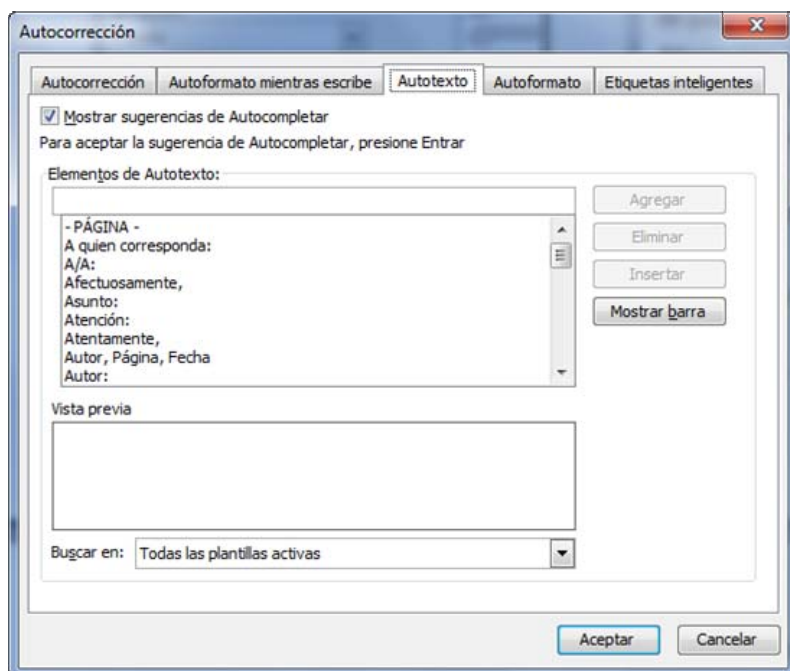 Autocorrección
Autocorrección Autoformato mientras escribe Autotexto Autoformato Etiquetas inteligentes
Mostrar sugerencias de Autocompletar
Para aceptar la sugerencia de Autocompletar, presione Entrar
Elementos de Autotexto:
Agregar
- PÁGINA -
A quien corresponda:
A/A:
Afectuosamente,
Asunto:
Atención:
Atentamente,
Autor, Página, Fecha
Autor:
Eliminar
Insertar
Mostrar barra
Vista previa
Buscar en: Todas las plantillas activas
Aceptar Cancelar